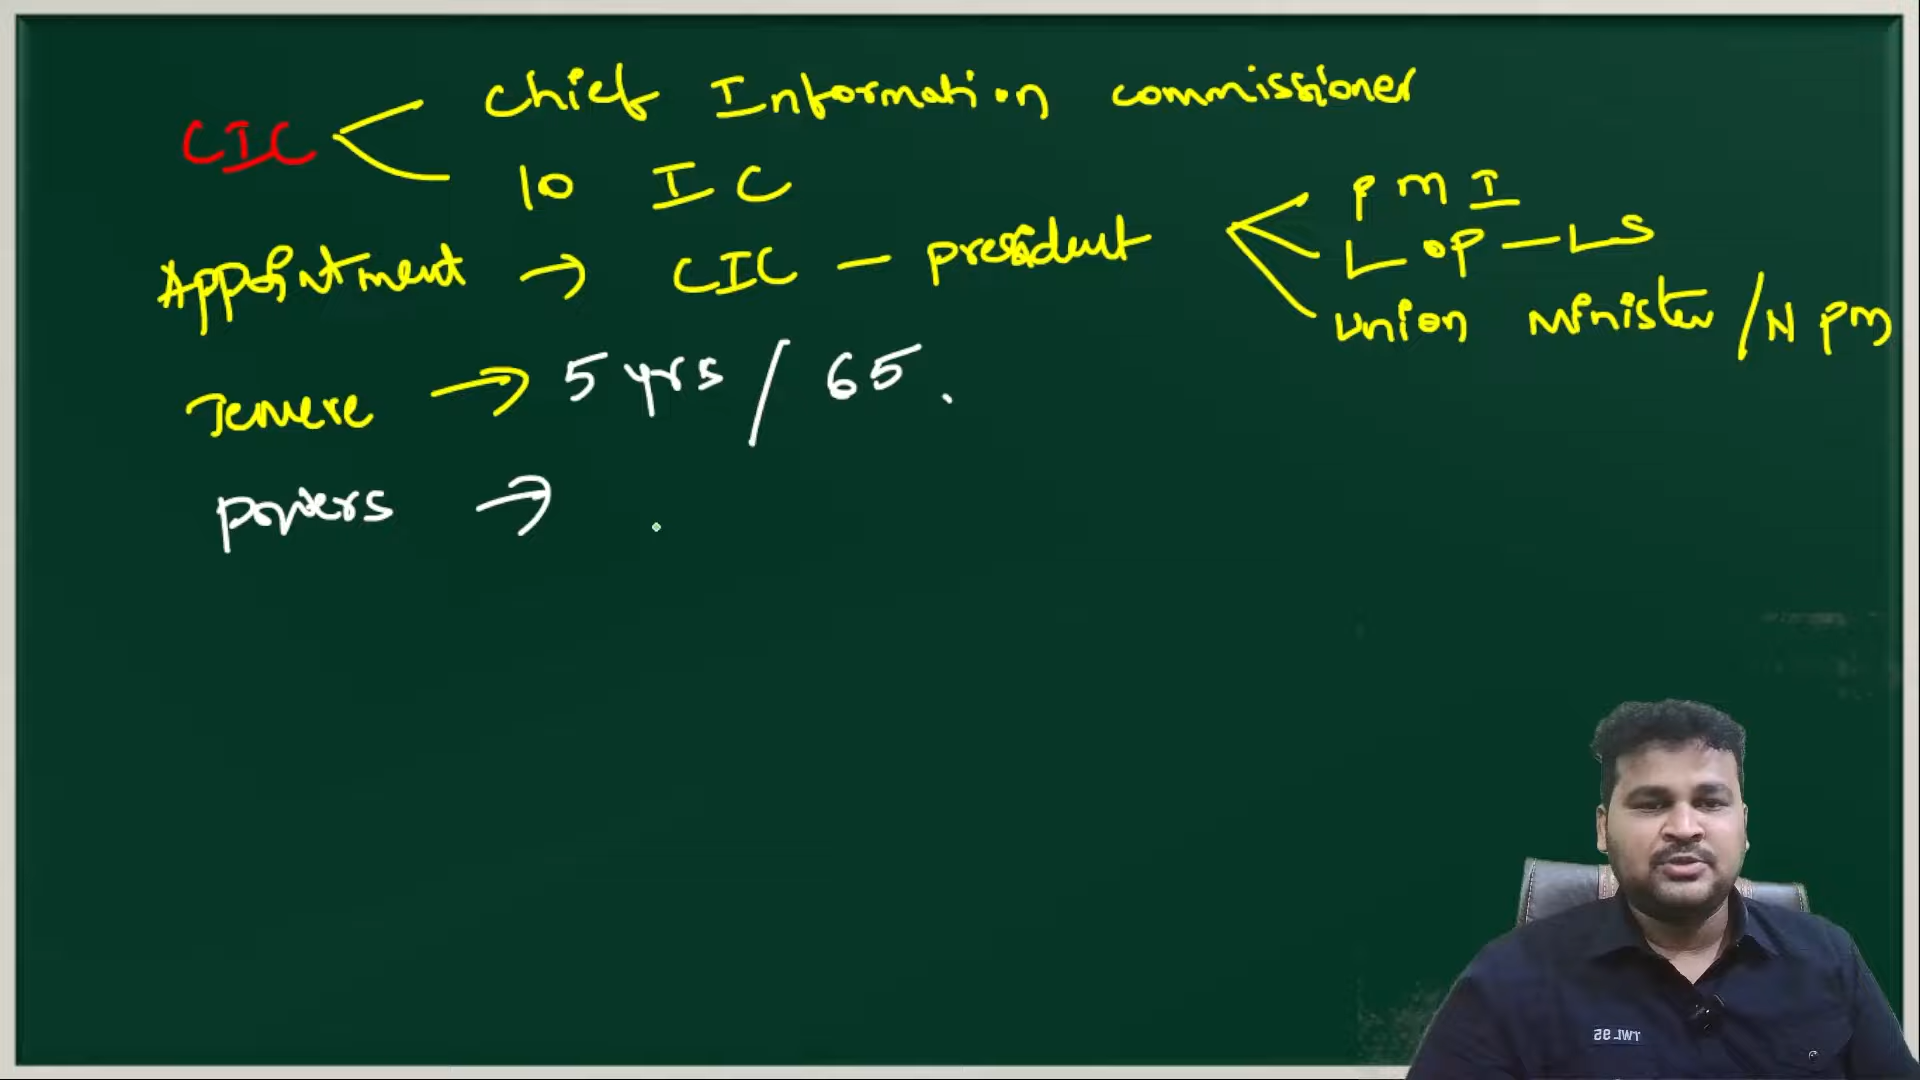 CIC Chief Information commissioner
10 IC
Appointment → CIC - president PMI
LOP - LS
Union Minister / N PM
Tenure → 5 yrs / 65.
Powers →